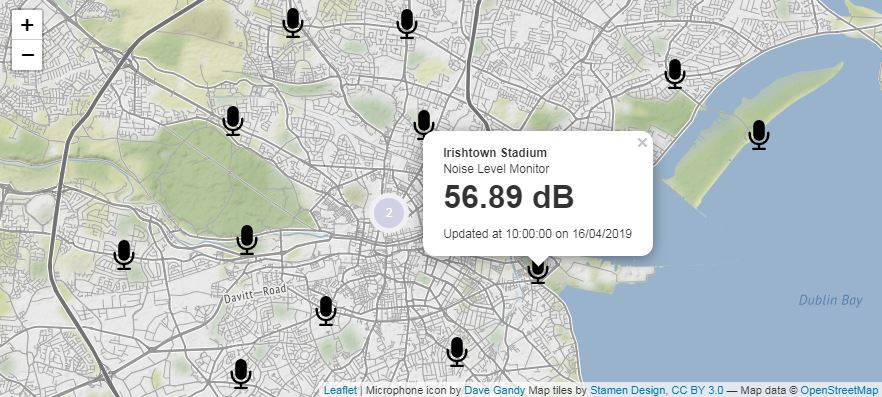 +
−
Irishtown Stadium
×
Noise Level Monitor
56.89 dB
Updated at 10:00:00 on 16/04/2019
2
Davitt—Road
Dublin Bay
Leaflet | Microphone icon by Dave Gandy Map tiles by Stamen Design, CC BY 3.0 — Map data © OpenStreetMap